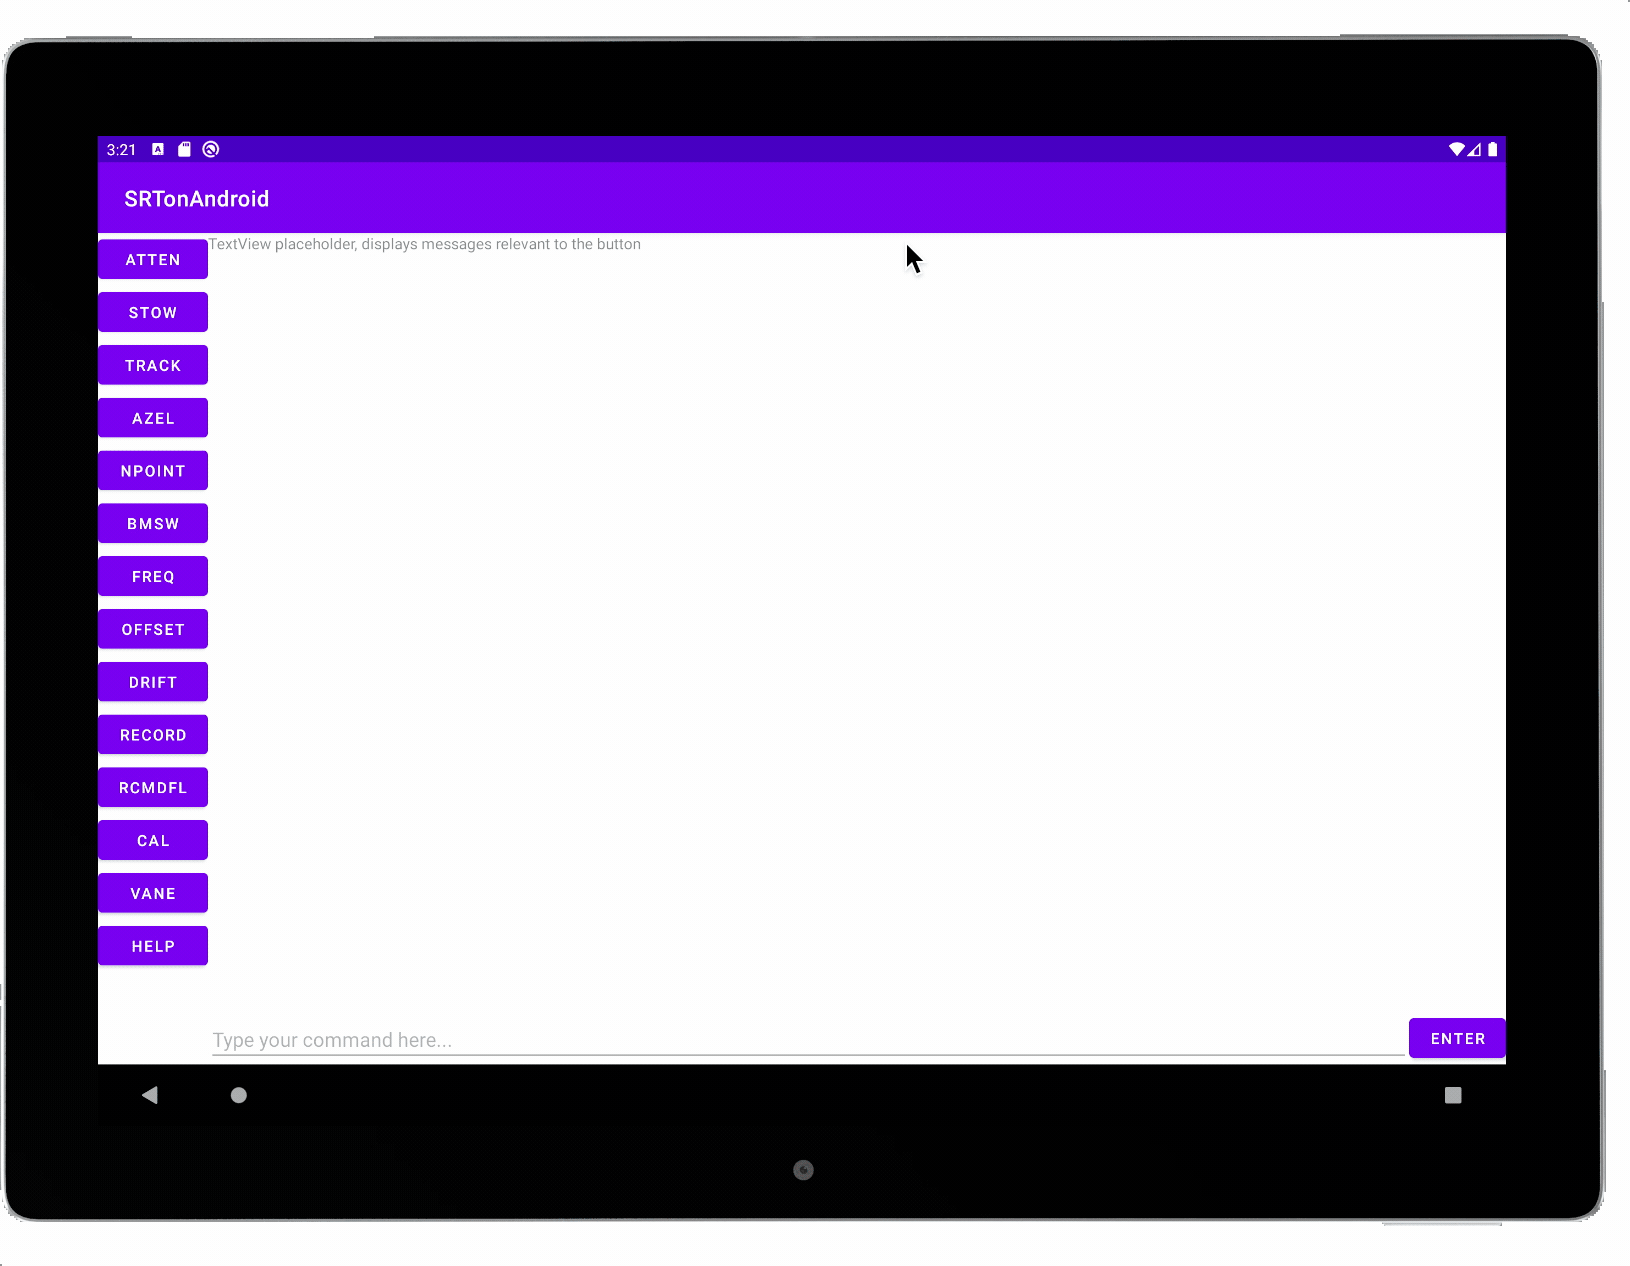 3:21
SRTonAndroid
ATTEN
TextView placeholder, displays messages relevant to the button
STOW
TRACK
AZEL
NPOINT
BMSW
FREQ
OFFSET
DRIFT
RECORD
RCMDFL
CAL
VANE
HELP
Type your command here...
ENTER